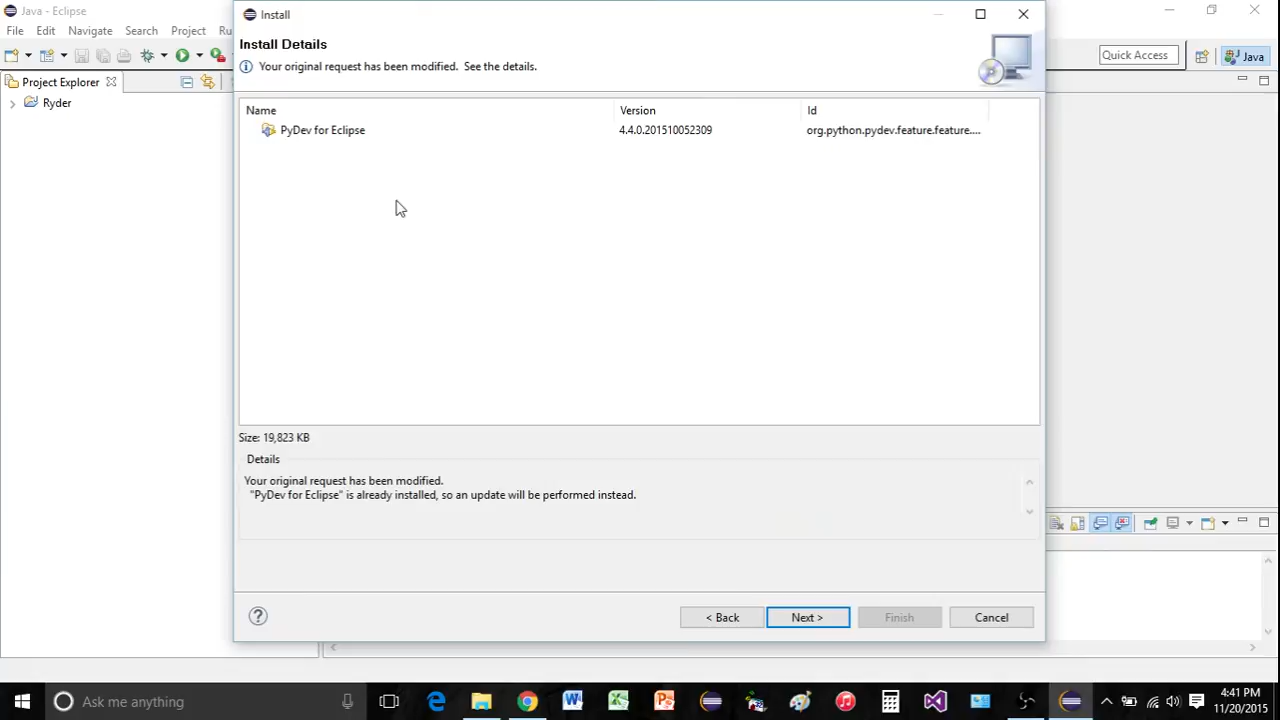 Java - Eclipse
Install
File Edit Navigate Search Project Ru
Install Details
Your original request has been modified. See the details.
Quick Access
Java
Project Explorer
Ryder
Name Version Id
PyDev for Eclipse 4.4.0.201510052309 org.python.pydev.feature.feature....
Size: 19,823 KB
Details
Your original request has been modified.
"PyDev for Eclipse" is already installed, so an update will be performed instead.
< Back Next > Finish Cancel
Ask me anything
4:41 PM
11/20/2015